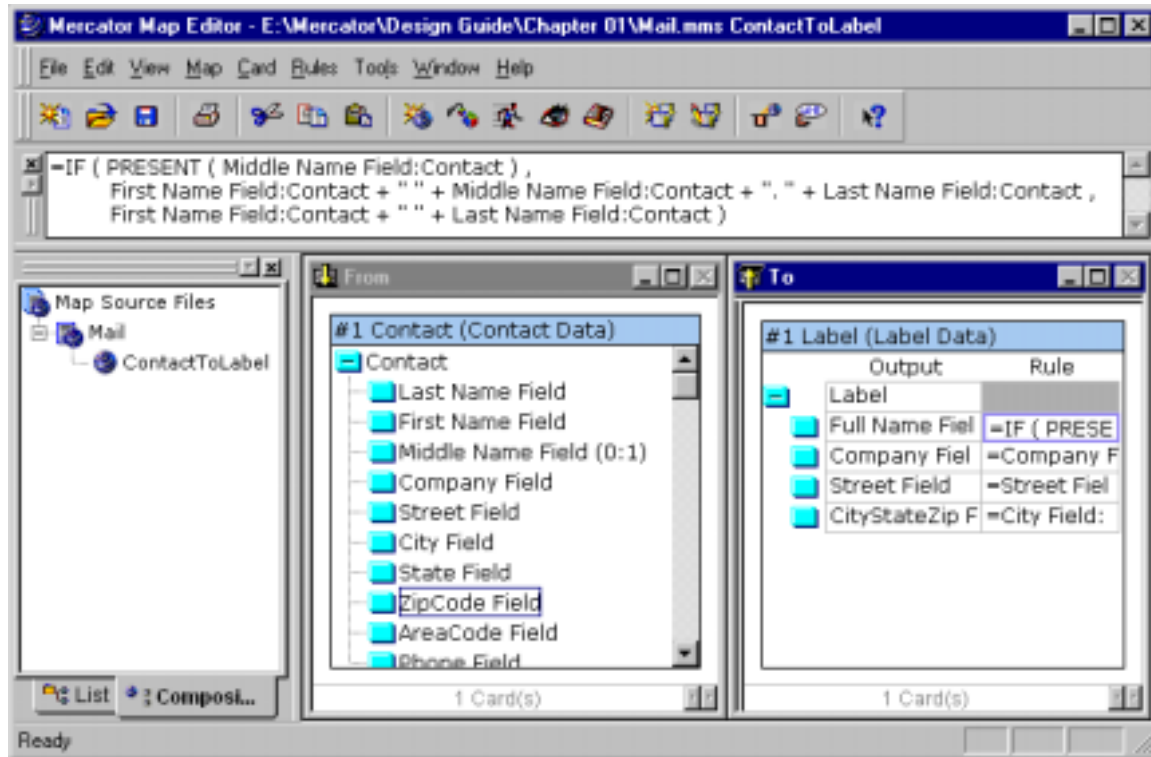 Mercator Map Editor - E:\Mercator\Design Guide\Chapter 01\Mail.mms ContactToLabel
File Edit View Map Card Rules Tools Window Help
=IF ( PRESENT ( Middle Name Field:Contact ) ,
First Name Field:Contact + " " + Middle Name Field:Contact + ". " + Last Name Field:Contact ,
First Name Field:Contact + " " + Last Name Field:Contact )
Map Source Files
Mail
ContactToLabel
List Composi...
From
#1 Contact (Contact Data)
Contact
Last Name Field
First Name Field
Middle Name Field (0:1)
Company Field
Street Field
City Field
State Field
ZipCode Field
AreaCode Field
Phone Field
1 Card(s)
To
#1 Label (Label Data)
Output Rule
Label
Full Name Fiel =IF ( PRESE
Company Fiel =Company F
Street Field =Street Fiel
CityStateZip F =City Field:
1 Card(s)
Ready